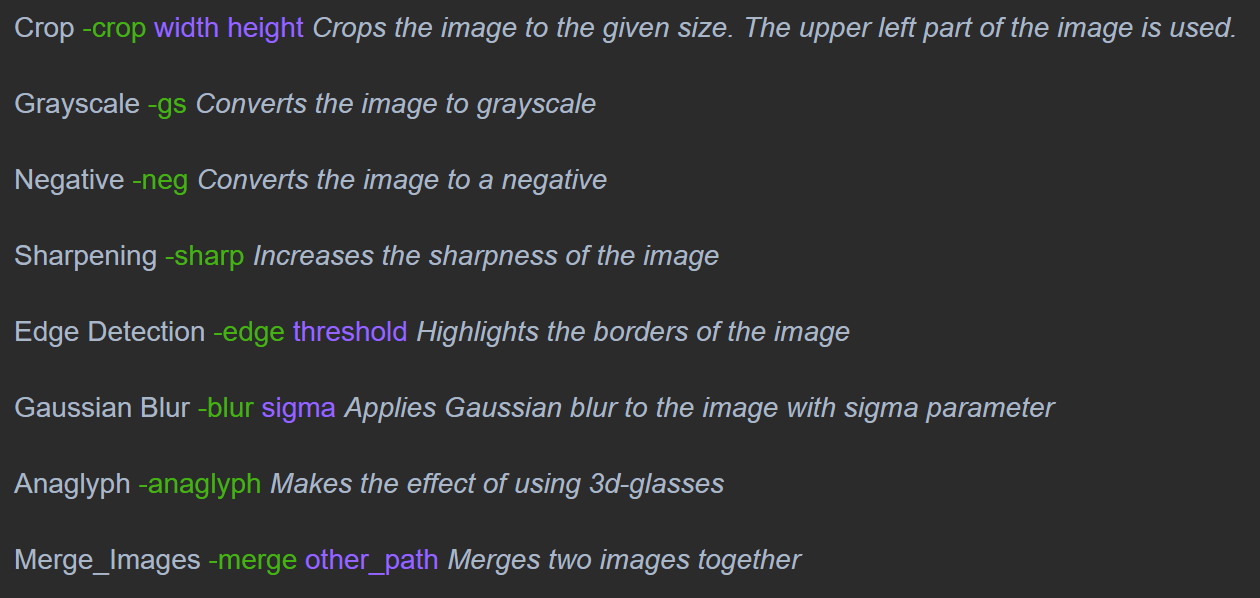 Crop -crop width height Crops the image to the given size. The upper left part of the image is used.
Grayscale -gs Converts the image to grayscale
Negative -neg Converts the image to a negative
Sharpening -sharp Increases the sharpness of the image
Edge Detection -edge threshold Highlights the borders of the image
Gaussian Blur -blur sigma Applies Gaussian blur to the image with sigma parameter
Anaglyph -anaglyph Makes the effect of using 3d-glasses
Merge_Images -merge other_path Merges two images together